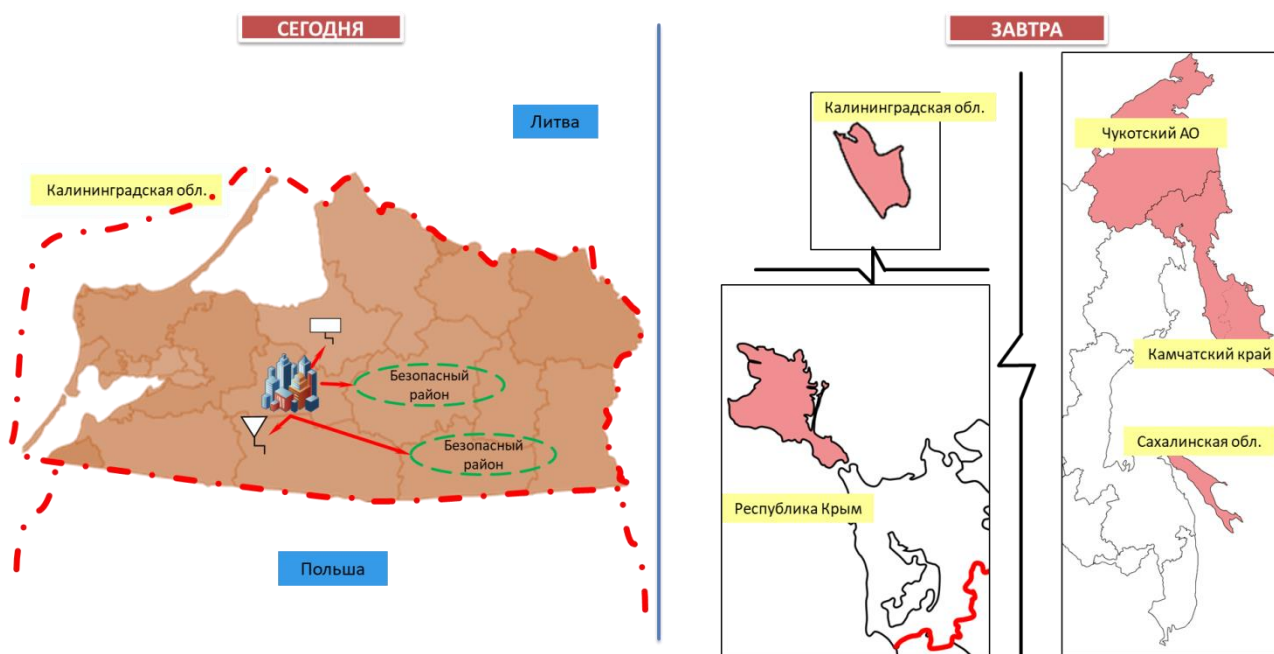 СЕГОДНЯ
Литва
Калининградская обл.
Безопасный
район
Безопасный
район
Польша
ЗАВТРА
Калининградская обл.
Чукотский АО
Камчатский край
Сахалинская обл.
Республика Крым